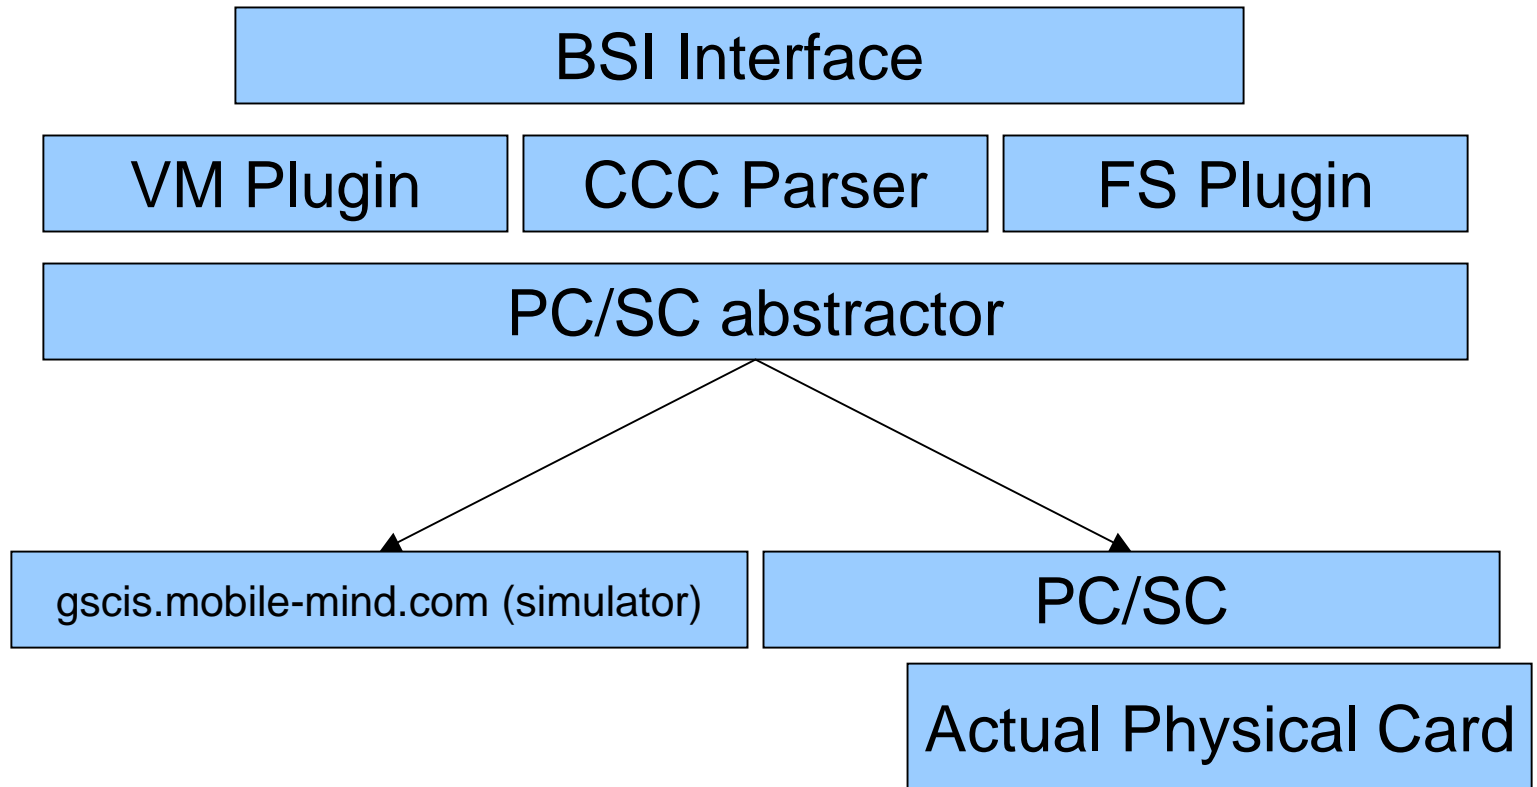 BSI Interface
VM Plugin
CCC Parser
FS Plugin
PC/SC abstractor
gscis.mobile-mind.com (simulator)
PC/SC
Actual Physical Card